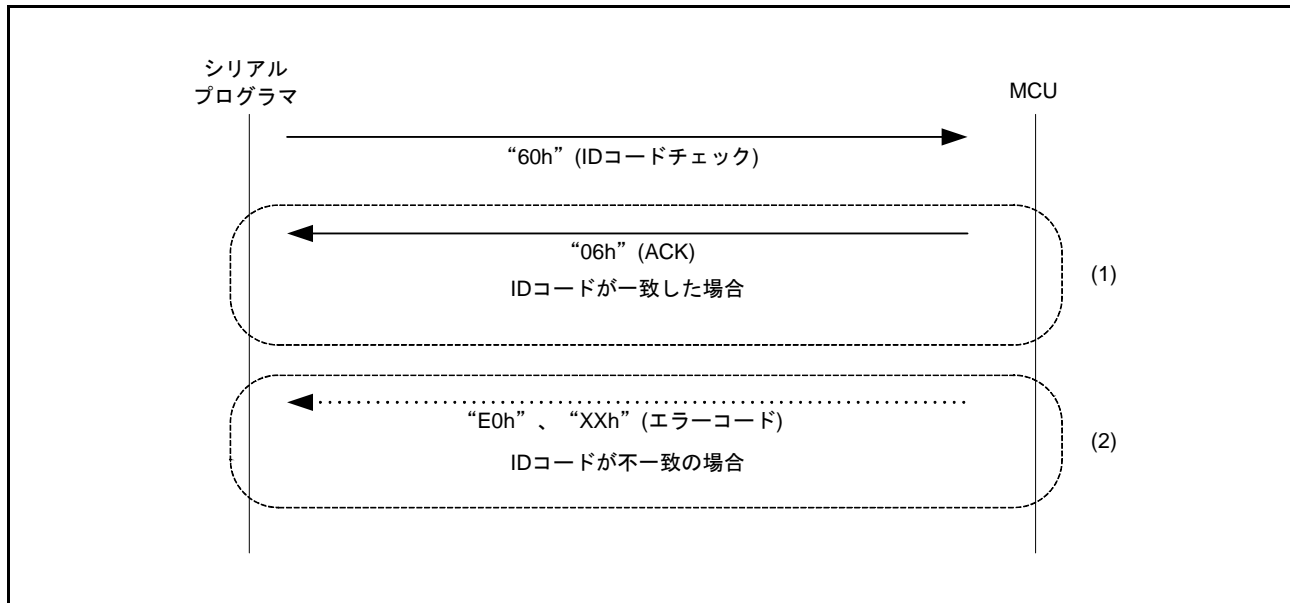 シリアル
プログラマ
MCU
“60h” (IDコードチェック)
“06h” (ACK)
IDコードが一致した場合
(1)
“E0h” 、 “XXh” (エラーコード)
IDコードが不一致の場合
(2)